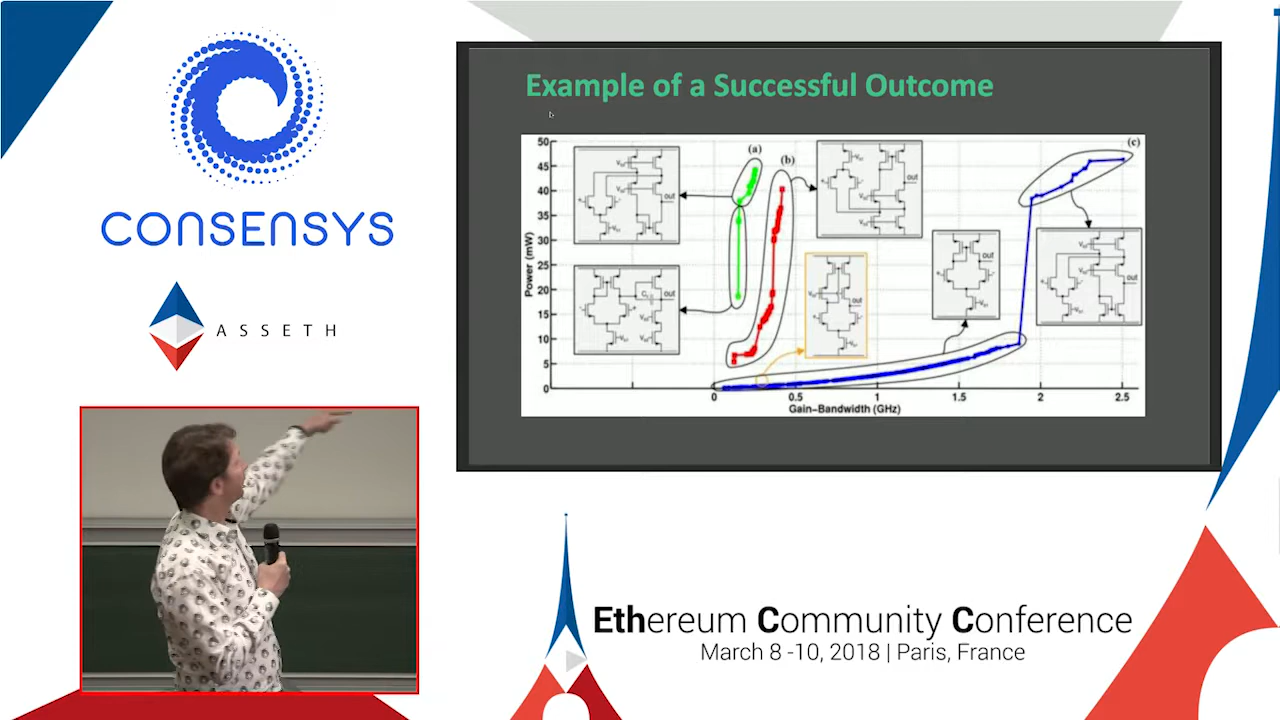 CONSENSYS
ASSETH
Example of a Successful Outcome
Power (mW)
50
45
40
35
30
25
20
15
10
5
0
(a)
(b)
(c)
out
out
out
out
out
out
0
0.5
1
1.5
2
2.5
Gain-Bandwidth (GHz)
Ethereum Community Conference
March 8 -10, 2018 | Paris, France